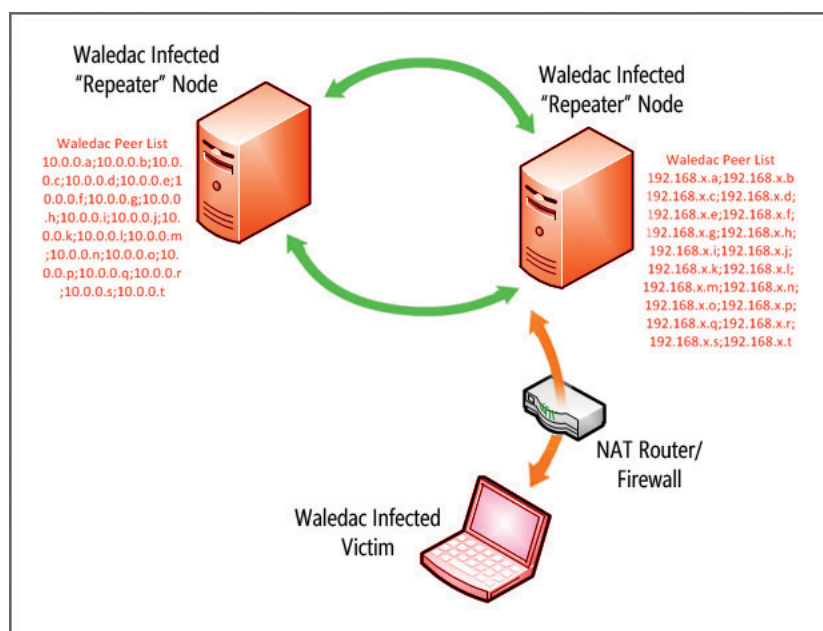 Waledac Infected
“Repeater” Node
Waledac Peer List
10.0.0.a;10.0.0.b;10.0.
0.c;10.0.0.d;10.0.0.e;1
0.0.0.f;10.0.0.g;10.0.0
.h;10.0.0.i;10.0.0.j;10.
0.0.k;10.0.0.l;10.0.0.m
;10.0.0.n;10.0.0.o;10.
0.0.p;10.0.0.q;10.0.0.r
;10.0.0.s;10.0.0.t
Waledac Infected
“Repeater” Node
Waledac Peer List
192.168.x.a;192.168.x.b
192.168.x.c;192.168.x.d;
192.168.x.e;192.168.x.f;
192.168.x.g;192.168.x.h;
192.168.x.i;192.168.x.j;
192.168.x.k;192.168.x.l;
192.168.x.m;192.168.x.n;
192.168.x.o;192.168.x.p;
192.168.x.q;192.168.x.r;
192.168.x.s;192.168.x.t
NAT Router/
Firewall
Waledac Infected
Victim